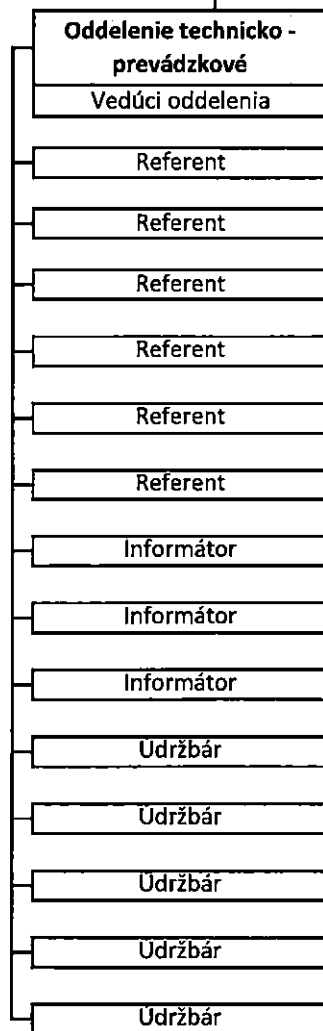 Oddelenie technicko -
prevádzkové
Vedúci oddelenia
Referent
Referent
Referent
Referent
Referent
Referent
Informátor
Informátor
Informátor
Údržbár
Údržbár
Údržbár
Údržbár
Údržbár